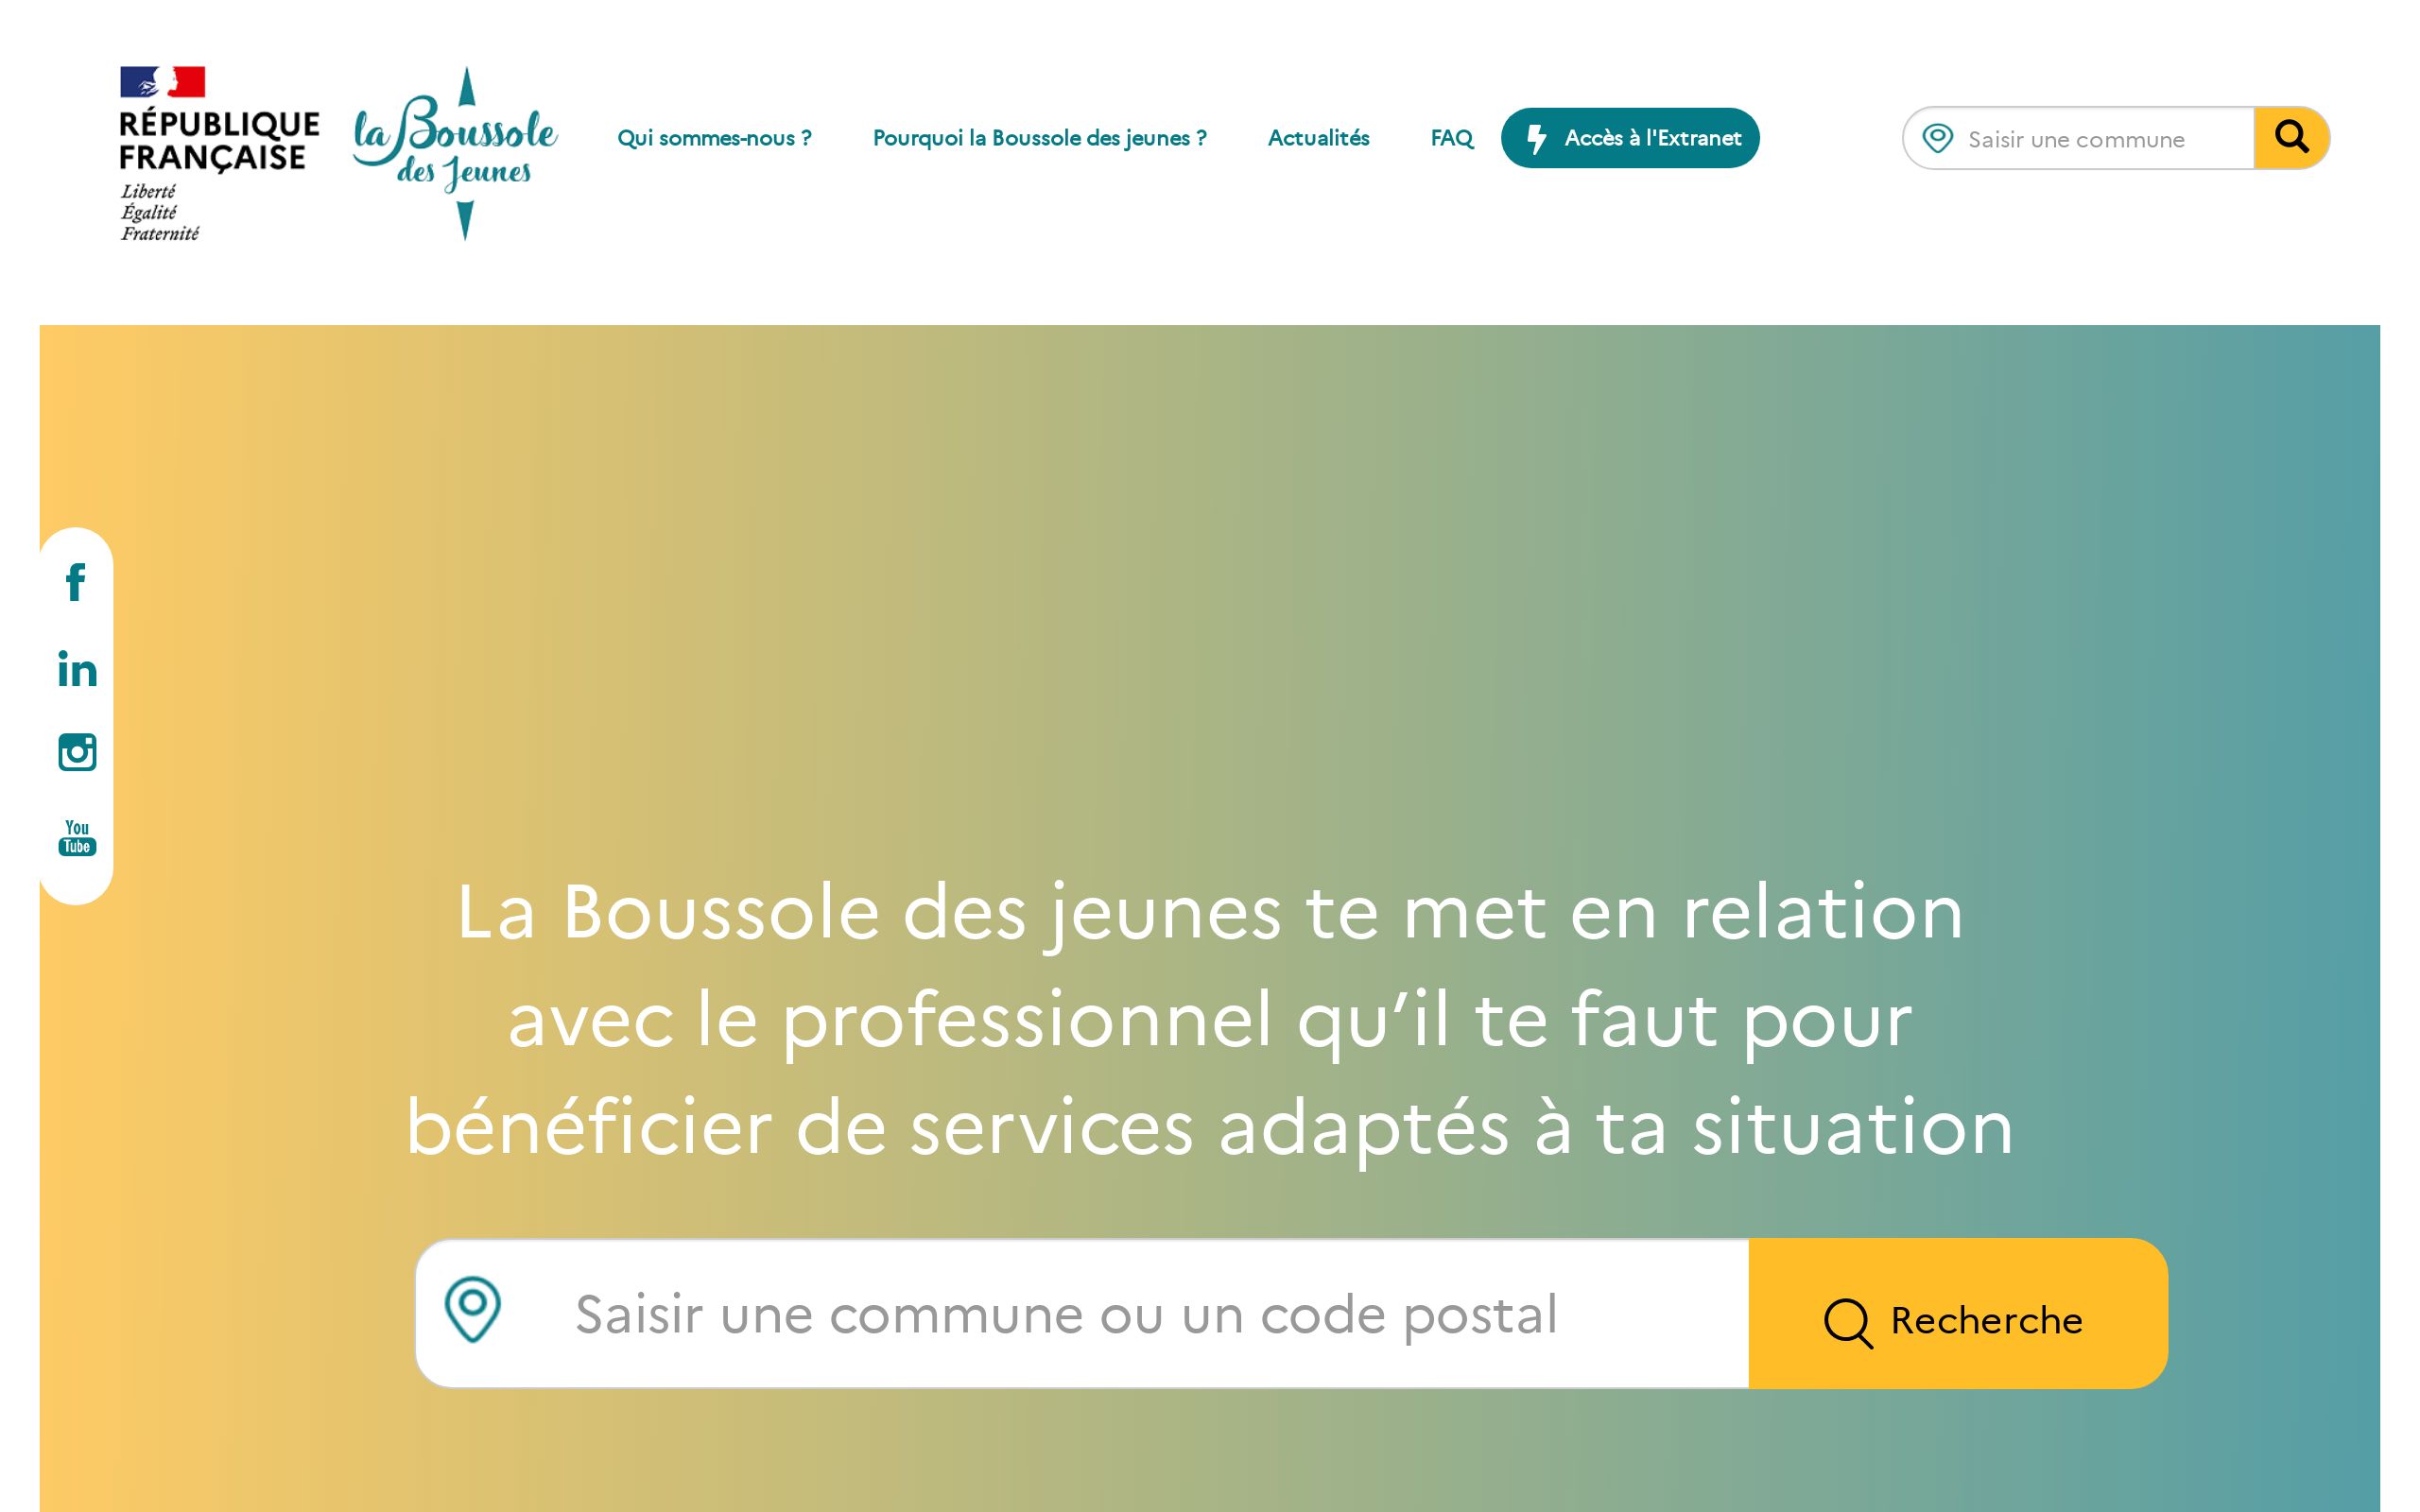 RÉPUBLIQUE
FRANÇAISE
Liberté
Égalité
Fraternité
la Boussole
des Jeunes
Qui sommes-nous ?
Pourquoi la Boussole des jeunes ?
Actualités
FAQ
Accès à l'Extranet
Saisir une commune
f
in
You
Tube
La Boussole des jeunes te met en relation
avec le professionnel qu’il te faut pour
bénéficier de services adaptés à ta situation
Saisir une commune ou un code postal
Recherche